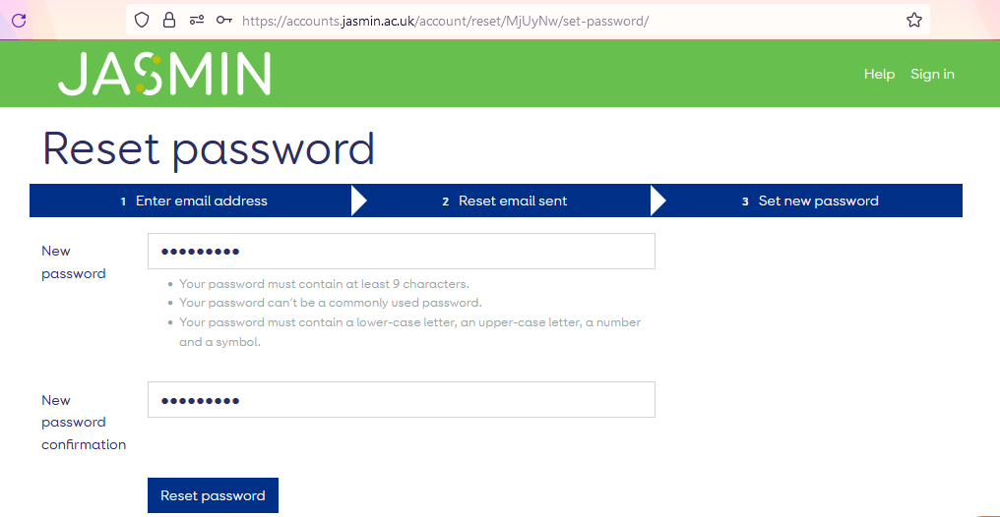 https://accounts.jasmin.ac.uk/account/reset/MjUyNw/set-password/
JASMIN
Help Sign in
Reset password
1 Enter email address 2 Reset email sent 3 Set new password
New
password
●●●●●●●●●
• Your password must contain at least 9 characters.
• Your password can't be a commonly used password.
• Your password must contain a lower-case letter, an upper-case letter, a number
and a symbol.
New
password
confirmation
●●●●●●●●●
Reset password